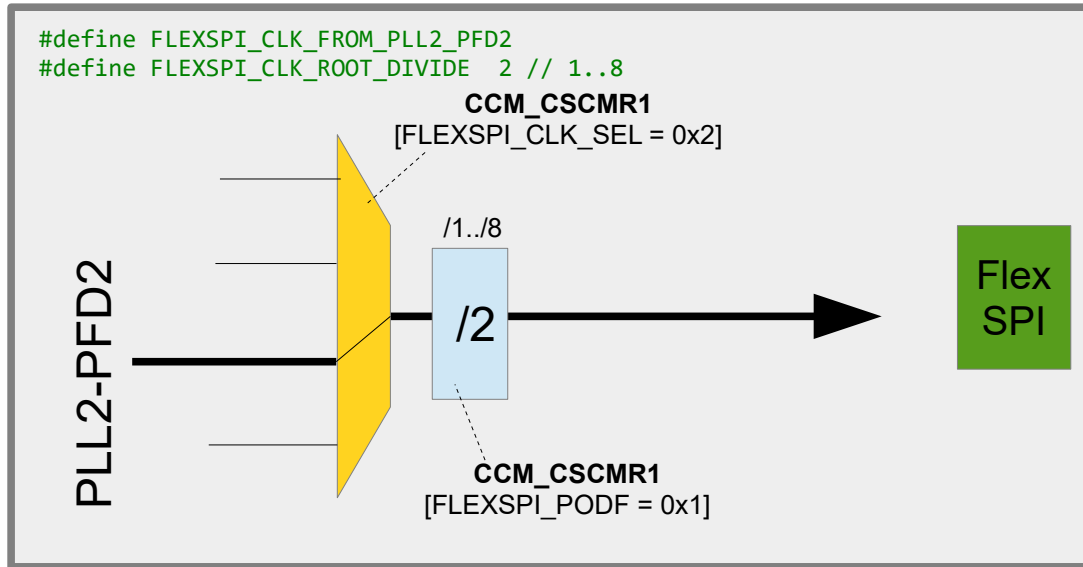 #define FLEXSPI_CLK_FROM_PLL2_PFD2
#define FLEXSPI_CLK_ROOT_DIVIDE  2 // 1..8
CCM_CSCMR1
[FLEXSPI_CLK_SEL = 0x2]
/1../8
PLL2-PFD2
/2
Flex
SPI
CCM_CSCMR1
[FLEXSPI_PODF = 0x1]